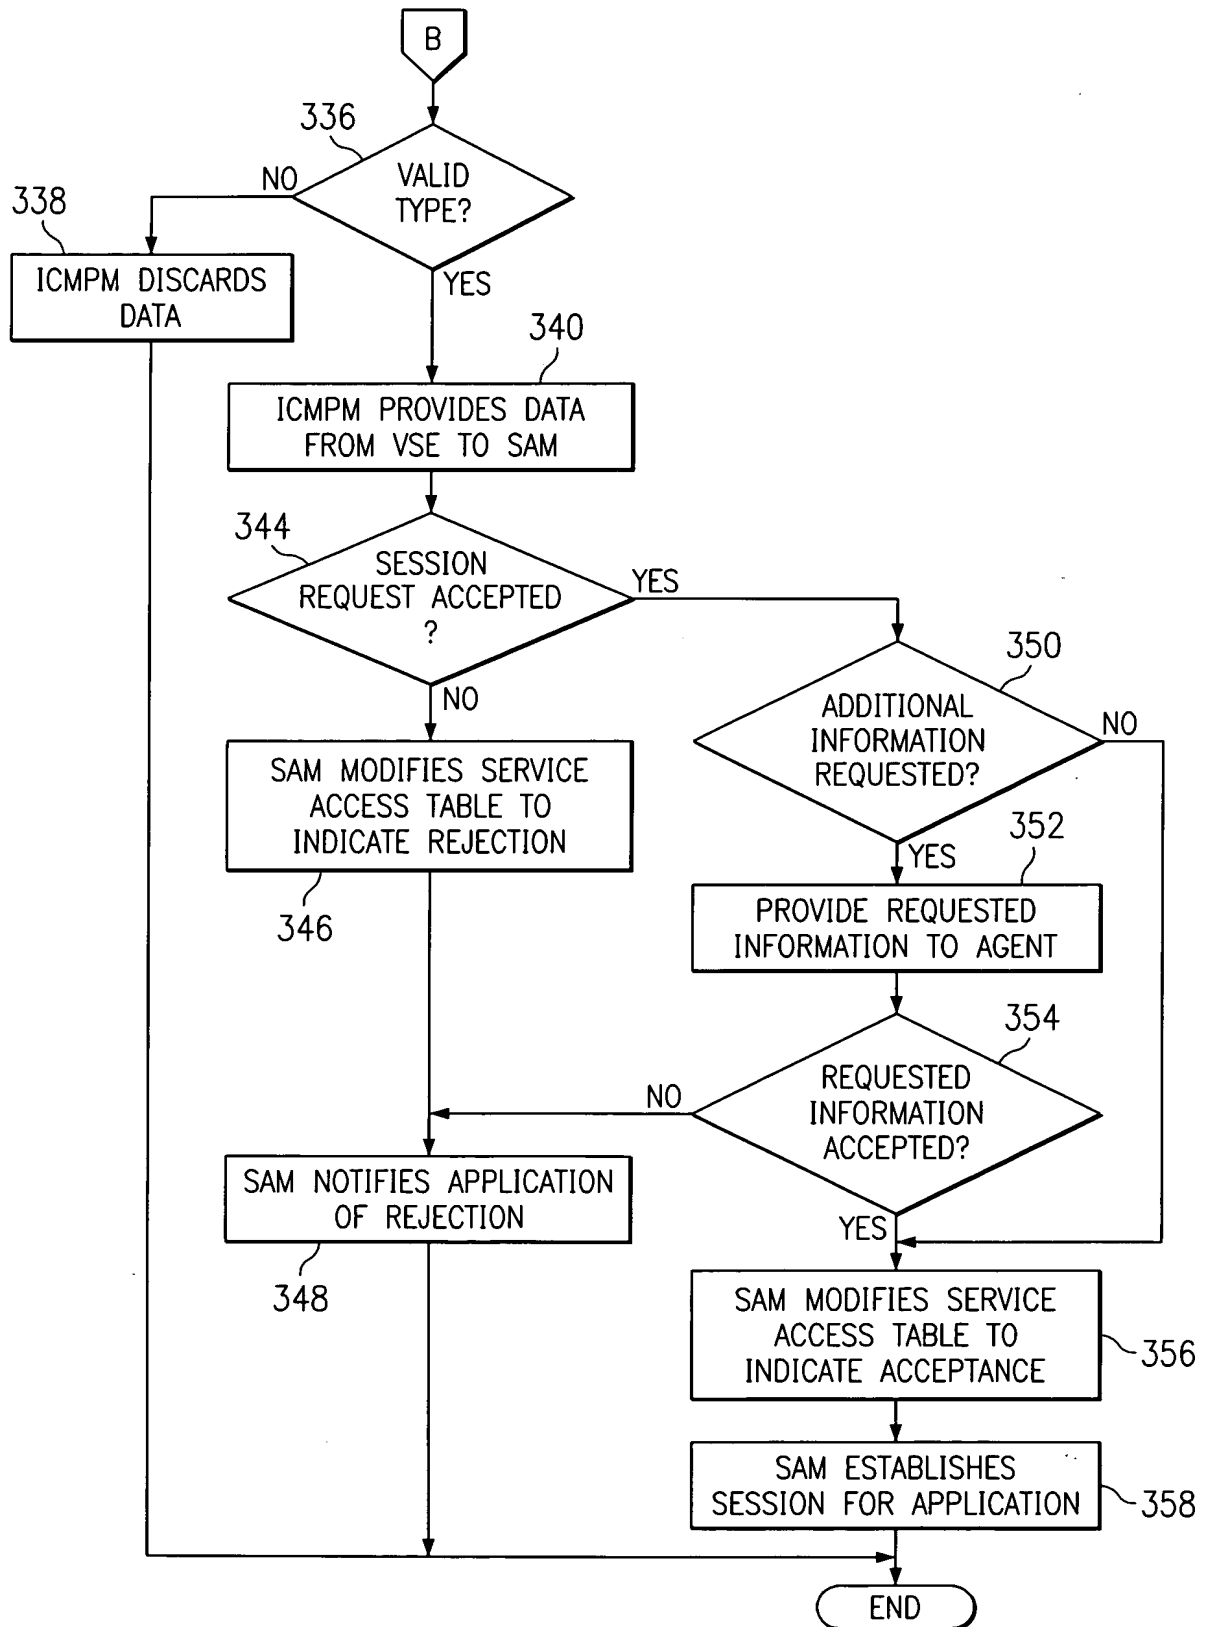 B
336
VALID
TYPE?
NO
338
ICMPM DISCARDS
DATA
YES
340
ICMPM PROVIDES DATA
FROM VSE TO SAM
344
SESSION
REQUEST ACCEPTED
?
YES
NO
350
ADDITIONAL
INFORMATION
REQUESTED?
NO
SAM MODIFIES SERVICE
ACCESS TABLE TO
INDICATE REJECTION
346
YES
352
PROVIDE REQUESTED
INFORMATION TO AGENT
354
REQUESTED
INFORMATION
ACCEPTED?
NO
SAM NOTIFIES APPLICATION
OF REJECTION
348
YES
SAM MODIFIES SERVICE
ACCESS TABLE TO
INDICATE ACCEPTANCE
356
SAM ESTABLISHES
SESSION FOR APPLICATION
358
END